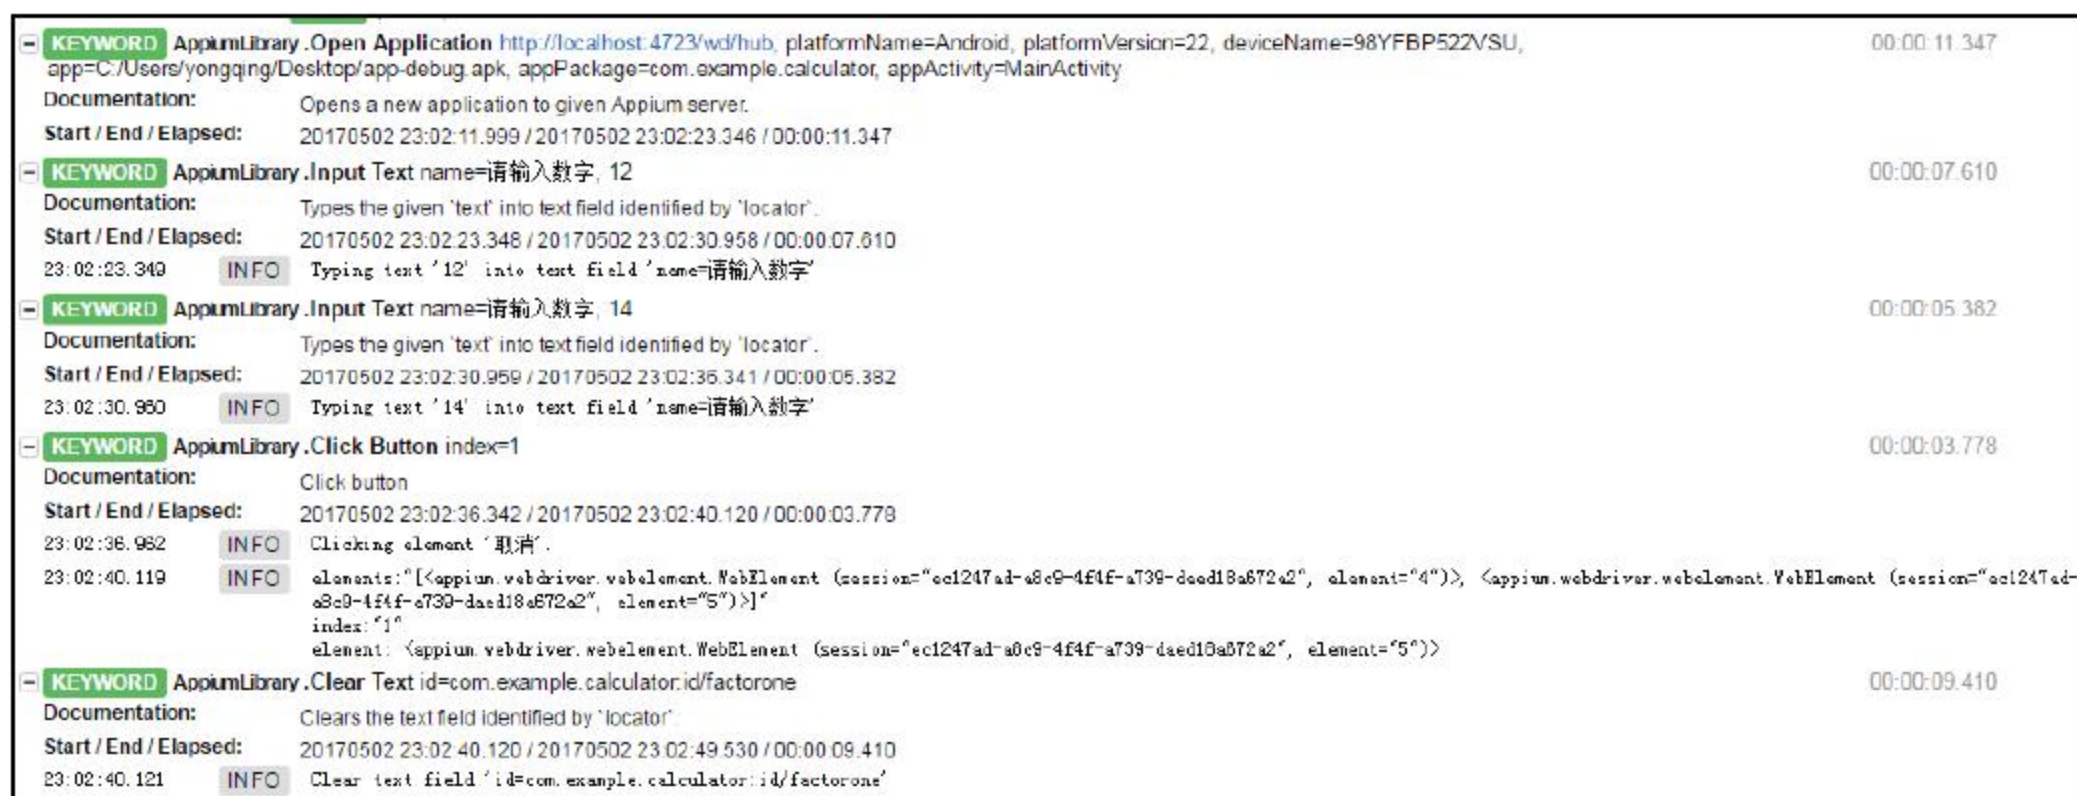 KEYWORD AppiumLibrary.Open Application http://localhost:4723/wd/hub, platformName=Android, platformVersion=22, deviceName=98YFBP522VSU, 00:00:11.347
app=C:/Users/yongqing/Desktop/app-debug.apk, appPackage=com.example.calculator, appActivity=MainActivity
Documentation: Opens a new application to given Appium server.
Start / End / Elapsed: 20170502 23:02:11.999 / 20170502 23:02:23.346 / 00:00:11.347
KEYWORD AppiumLibrary.Input Text name=请输入数字, 12 00:00:07.610
Documentation: Types the given `text` into text field identified by `locator`.
Start / End / Elapsed: 20170502 23:02:23.348 / 20170502 23:02:30.958 / 00:00:07.610
23:02:23.349 INFO Typing text '12' into text field 'name=请输入数字'
KEYWORD AppiumLibrary.Input Text name=请输入数字, 14 00:00:05.382
Documentation: Types the given `text` into text field identified by `locator`.
Start / End / Elapsed: 20170502 23:02:30.959 / 20170502 23:02:36.341 / 00:00:05.382
23:02:30.960 INFO Typing text '14' into text field 'name=请输入数字'
KEYWORD AppiumLibrary.Click Button index=1 00:00:03.778
Documentation: Click button
Start / End / Elapsed: 20170502 23:02:36.342 / 20170502 23:02:40.120 / 00:00:03.778
23:02:36.962 INFO Clicking element '取消'.
23:02:40.119 INFO elements:"[<appium.webdriver.webelement.WebElement (session="ec1247ad-a8c9-4f4f-a739-daed18a672a2", element="4")>, <appium.webdriver.webelement.WebElement (session="ec1247ad-
a8c9-4f4f-a739-daed18a672a2", element="5")>]"
index:"1"
element: <appium.webdriver.webelement.WebElement (session="ec1247ad-a8c9-4f4f-a739-daed18a672a2", element="5")>
KEYWORD AppiumLibrary.Clear Text id=com.example.calculator:id/factorone 00:00:09.410
Documentation: Clears the text field identified by `locator`.
Start / End / Elapsed: 20170502 23:02:40.120 / 20170502 23:02:49.530 / 00:00:09.410
23:02:40.121 INFO Clear text field 'id=com.example.calculator:id/factorone'